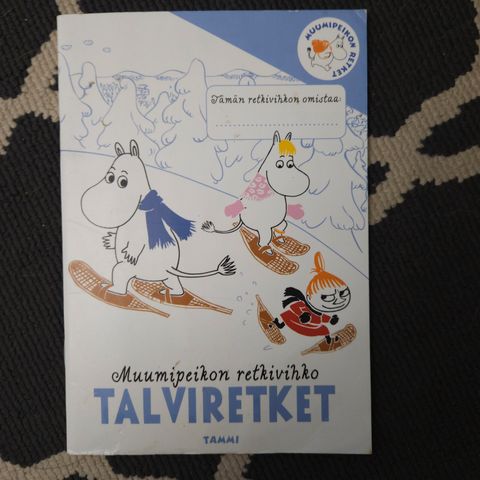 MUUMIPEIKON RETKET
Tämän retkivihkon omistaa:
Muumipeikon retkivihko
TALVIRETKET
TAMMI